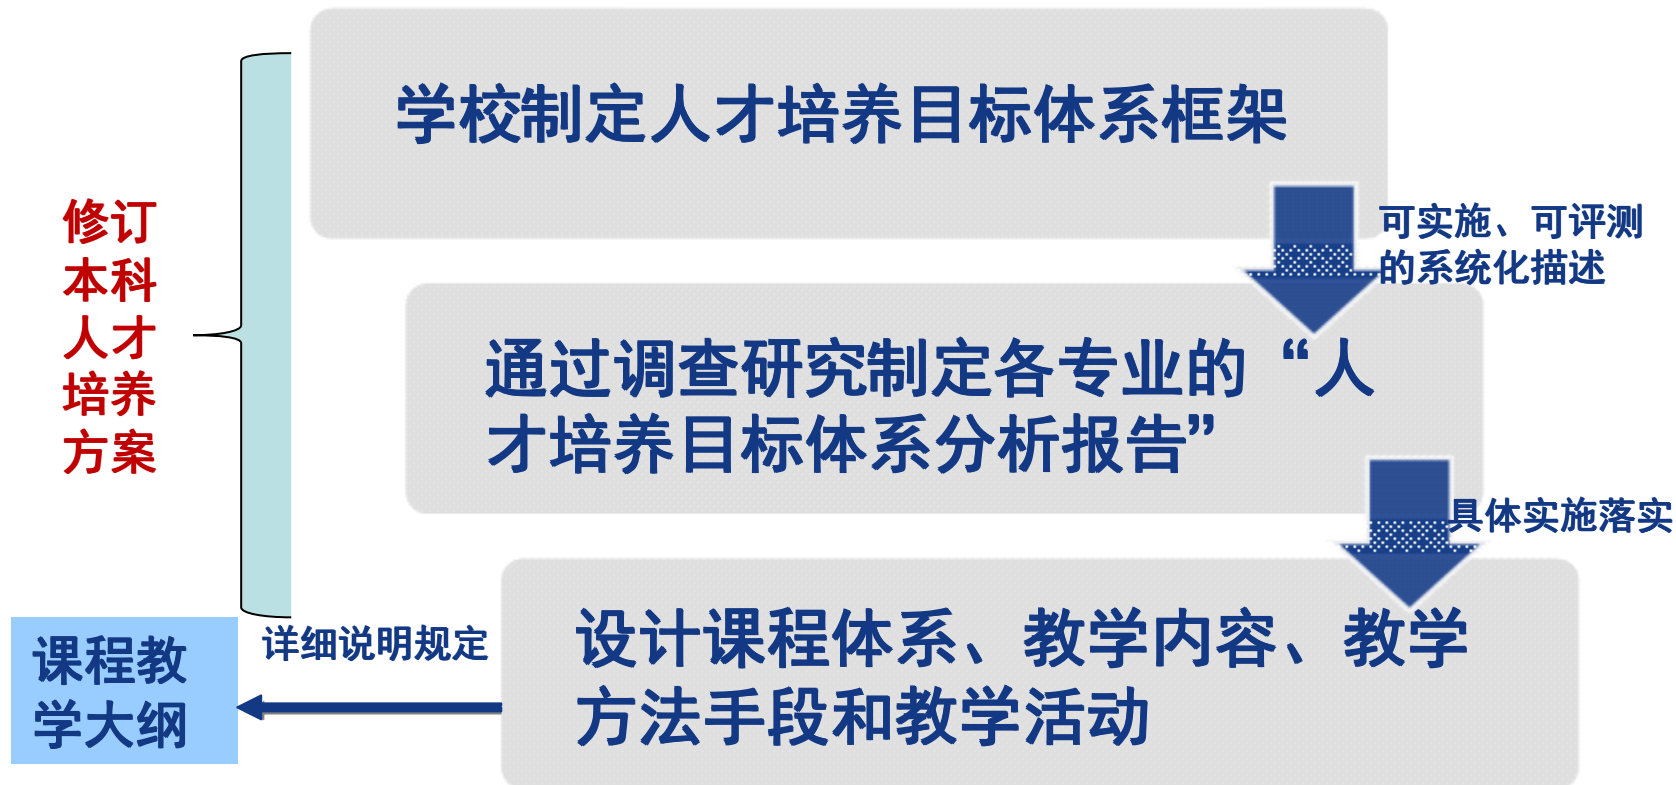 学校制定人才培养目标体系框架
可实施、可评测
的系统化描述
修订
本科
人才
培养
方案
通过调查研究制定各专业的“人
才培养目标体系分析报告”
具体实施落实
设计课程体系、教学内容、教学
方法手段和教学活动
详细说明规定
课程教
学大纲